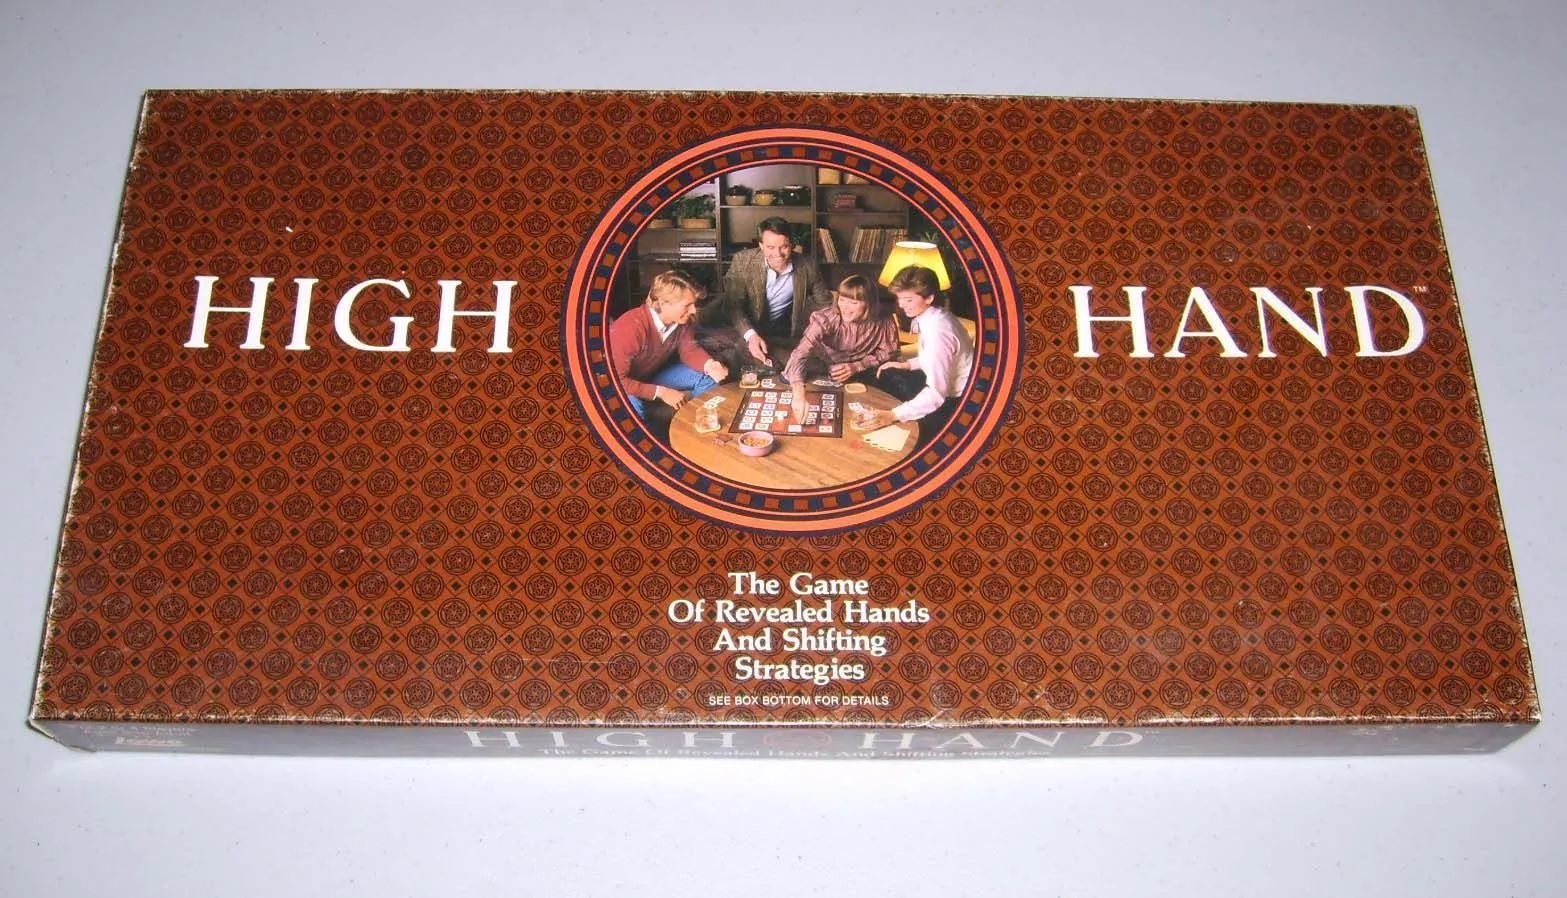 HIGH HAND™
The Game
Of Revealed Hands
And Shifting
Strategies
SEE BOX BOTTOM FOR DETAILS
HIGH HAND™
The Game Of Revealed Hands And Shifting Strategies